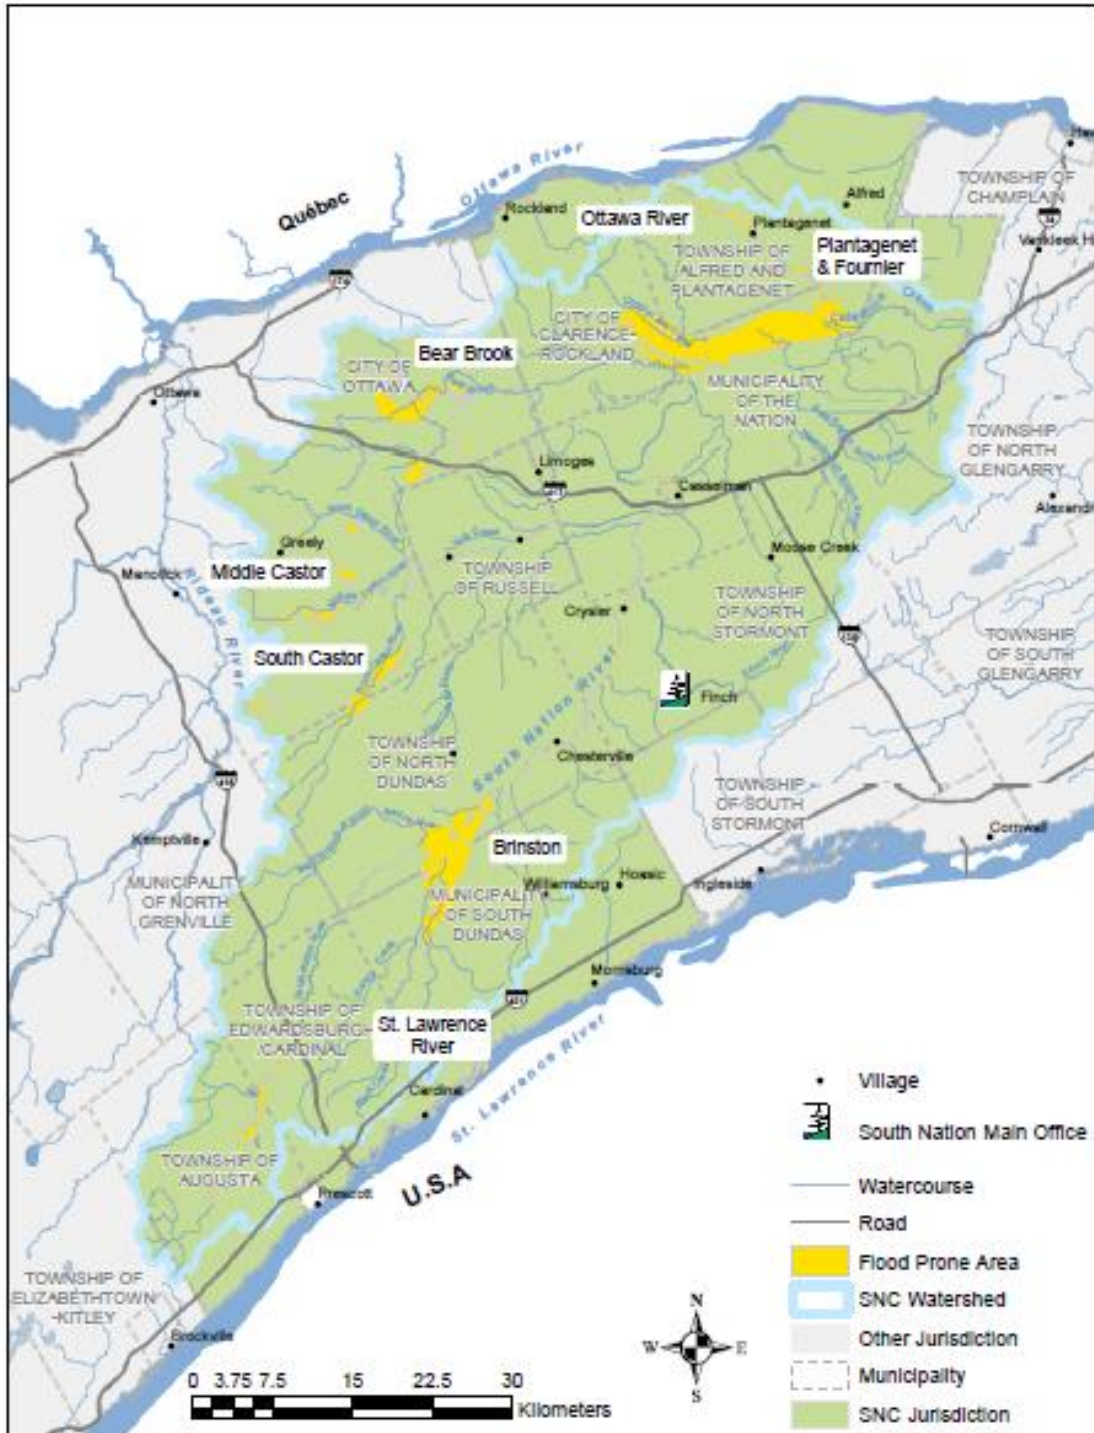 Ottawa River
Québec
Rockland
Ottawa River
Alfred
Plantagenet
Plantagenet
& Fournier
TOWNSHIP OF
CHAMPLAIN
TOWNSHIP OF
ALFRED AND
PLANTAGENET
CITY OF
CLARENCE-
ROCKLAND
Bear Brook
CITY OF
OTTAWA
Ottawa
MUNICIPALITY
OF THE
NATION
TOWNSHIP
OF NORTH
GLENGARRY
Limoges
417
Casselman
Greely
Middle Castor
Rideau River
TOWNSHIP
OF RUSSELL
Moose Creek
Crysler
TOWNSHIP
OF NORTH
STORMONT
138
TOWNSHIP
OF SOUTH
GLENGARRY
South Castor
South Nation River
Finch
TOWNSHIP
OF NORTH
DUNDAS
Chesterville
416
TOWNSHIP
OF SOUTH
STORMONT
Kemptville
Brinston
Cornwall
Williamsburg
Hoasic
Ingleside
MUNICIPALITY
OF NORTH
GRENVILLE
MUNICIPALITY
OF SOUTH
DUNDAS
Morrisburg
401
TOWNSHIP OF
EDWARDSBURGH
/CARDINAL
St. Lawrence
River
Cardinal
St. Lawrence River
U.S.A
TOWNSHIP OF
AUGUSTA
Prescott
TOWNSHIP OF
ELIZABETHTOWN
-KITLEY
Brockville
Village
South Nation Main Office
Watercourse
Road
Flood Prone Area
SNC Watershed
Other Jurisdiction
Municipality
SNC Jurisdiction
N
W E
S
0 3.75 7.5 15 22.5 30
Kilometers